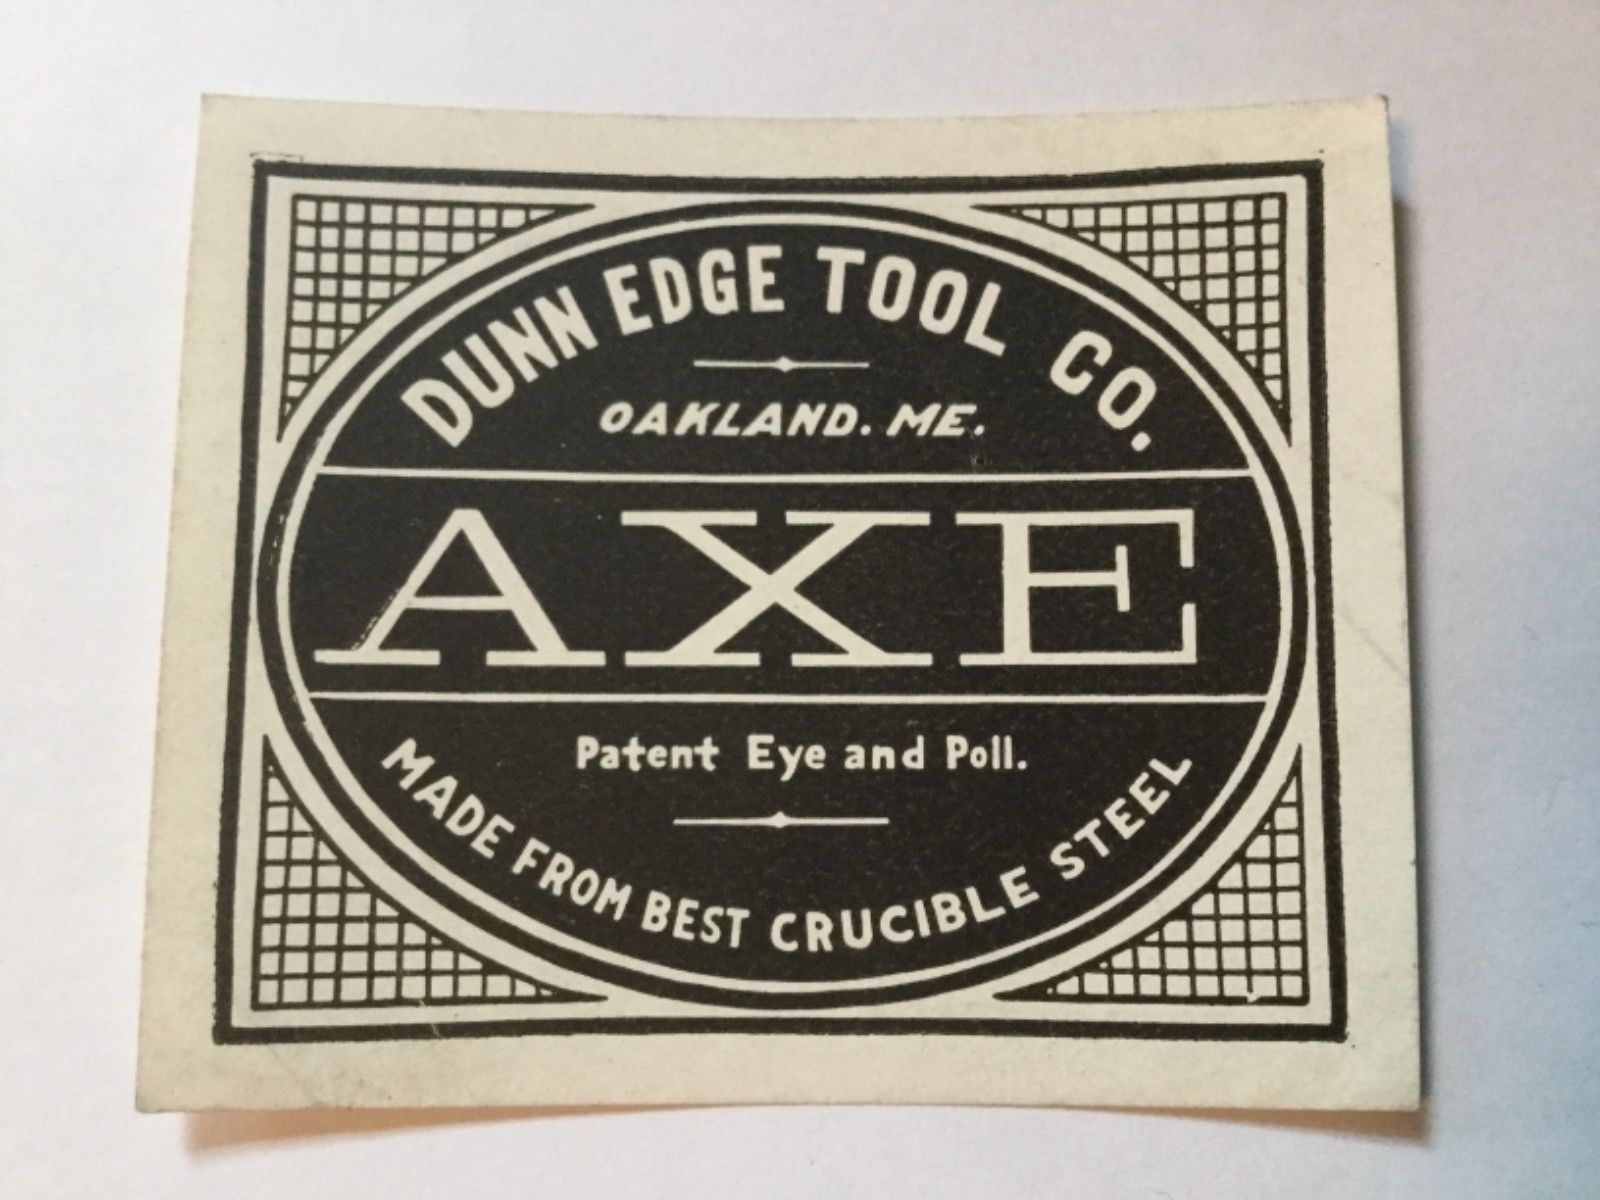 DUNN EDGE TOOL CO.
OAKLAND. ME.
AXE
Patent Eye and Poll.
MADE FROM BEST CRUCIBLE STEEL